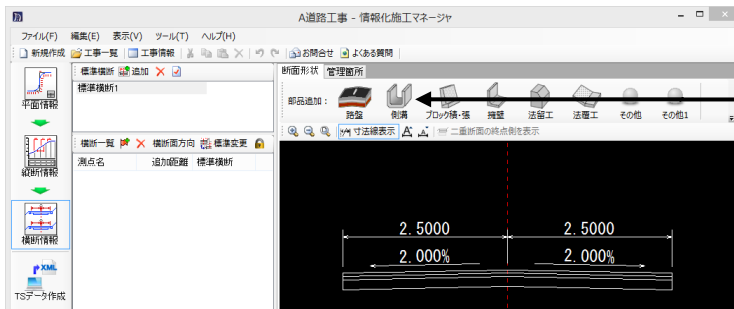 A道路工事 - 情報化施工マネージャ
ファイル(F) 編集(E) 表示(V) ツール(T) ヘルプ(H)
新規作成 工事一覧 工事情報 お問合せ よくある質問
標準横断 追加
標準横断1
断面形状 管理箇所
部品追加：
路盤 側溝 ブロック積・張 擁壁 法留工 法覆工 その他 その他1
寸法線表示 二重断面の終点側を表示
平面情報
縦断情報
横断情報
XML
TSデータ作成
横断一覧 横断面方向 標準変更
測点名 追加距離 標準横断
2.5000 2.5000
2.000% 2.000%